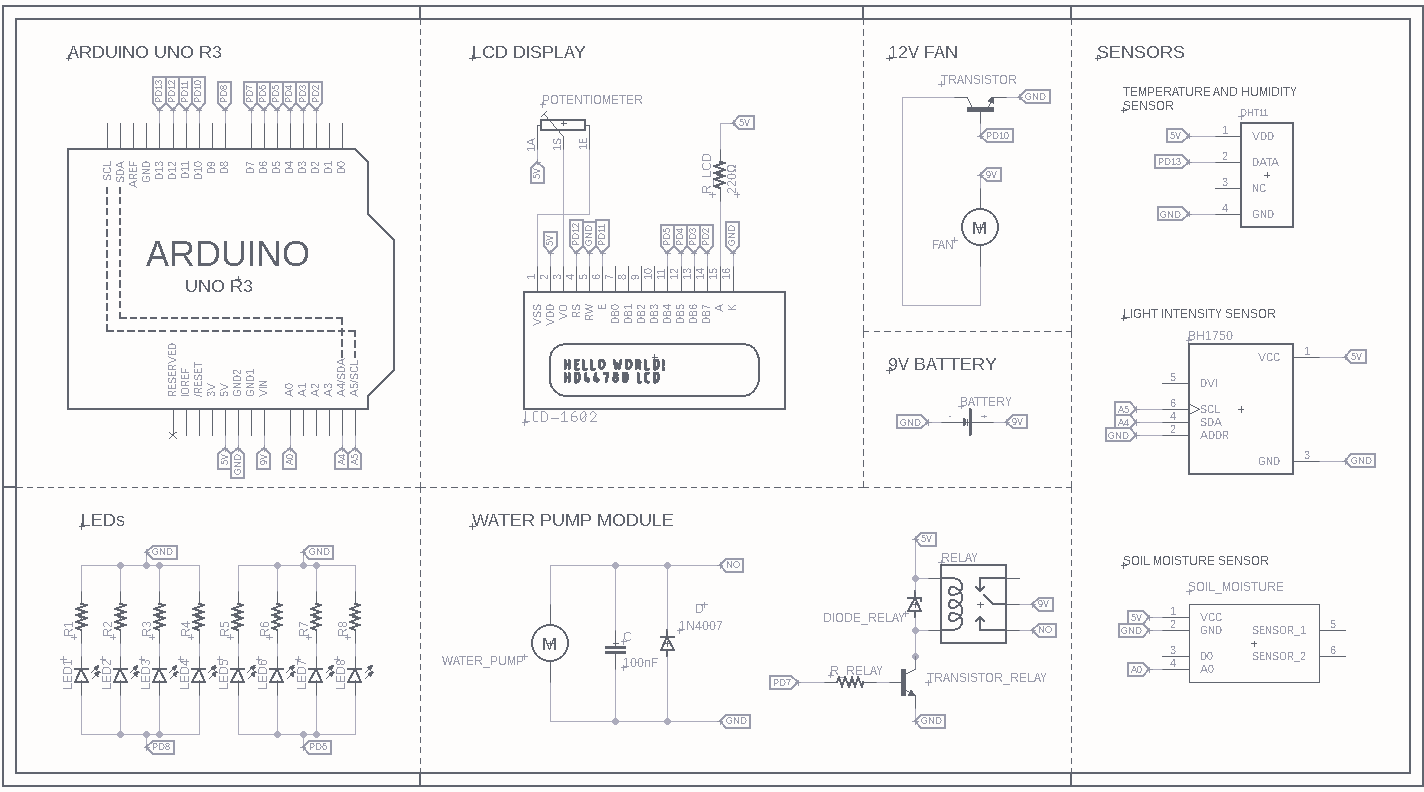 ARDUINO UNO R3
PD13
PD12
PD11
PD10
PD8
PD7
PD6
PD5
PD4
PD3
PD2
SCL
SDA
AREF
GND
D13
D12
D11
D10
D9
D8
D7
D6
D5
D4
D3
D2
D1
D0
ARDUINO
UNO R3
RESERVED
IOREF
/RESET
3V
5V
GND2
GND1
VIN
A0
A1
A2
A3
A4/SDA
A5/SCL
5V
GND
9V
A0
A4
A5
LCD DISPLAY
POTENTIOMETER
1A
1S
1E
5V
5V
R_LCD
220Ω
5V
PD12
GND
PD11
PD5
PD4
PD3
PD2
GND
1
2
3
4
5
6
7
8
9
10
11
12
13
14
15
16
VSS
VDD
VO
RS
RW
E
DB0
DB1
DB2
DB3
DB4
DB5
DB6
DB7
A
K
HELLO WORLD!
HD44780 LCD
LCD-1602
12V FAN
TRANSISTOR
GND
PD10
9V
M
FAN
9V BATTERY
BATTERY
- +
GND
9V
SENSORS
TEMPERATURE AND HUMIDITY
SENSOR
DHT11
5V 1 VDD
PD13 2 DATA
3 NC
GND 4 GND
LIGHT INTENSITY SENSOR
BH1750
VCC 1 5V
5 DVI
A5 6 SCL
A4 4 SDA
GND 2 ADDR
GND 3 GND
SOIL MOISTURE SENSOR
SOIL_MOISTURE
5V 1 VCC
GND 2 GND
SENSOR_1 5
3 D0
SENSOR_2 6
A0 4 A0
LEDs
GND
GND
R1
R2
R3
R4
R5
R6
R7
R8
LED1
LED2
LED3
LED4
LED5
LED6
LED7
LED8
PD8
PD6
WATER PUMP MODULE
NO
M
WATER_PUMP
C
100nF
D
1N4007
GND
5V
RELAY
DIODE_RELAY
9V
NO
PD7
R_RELAY
TRANSISTOR_RELAY
GND